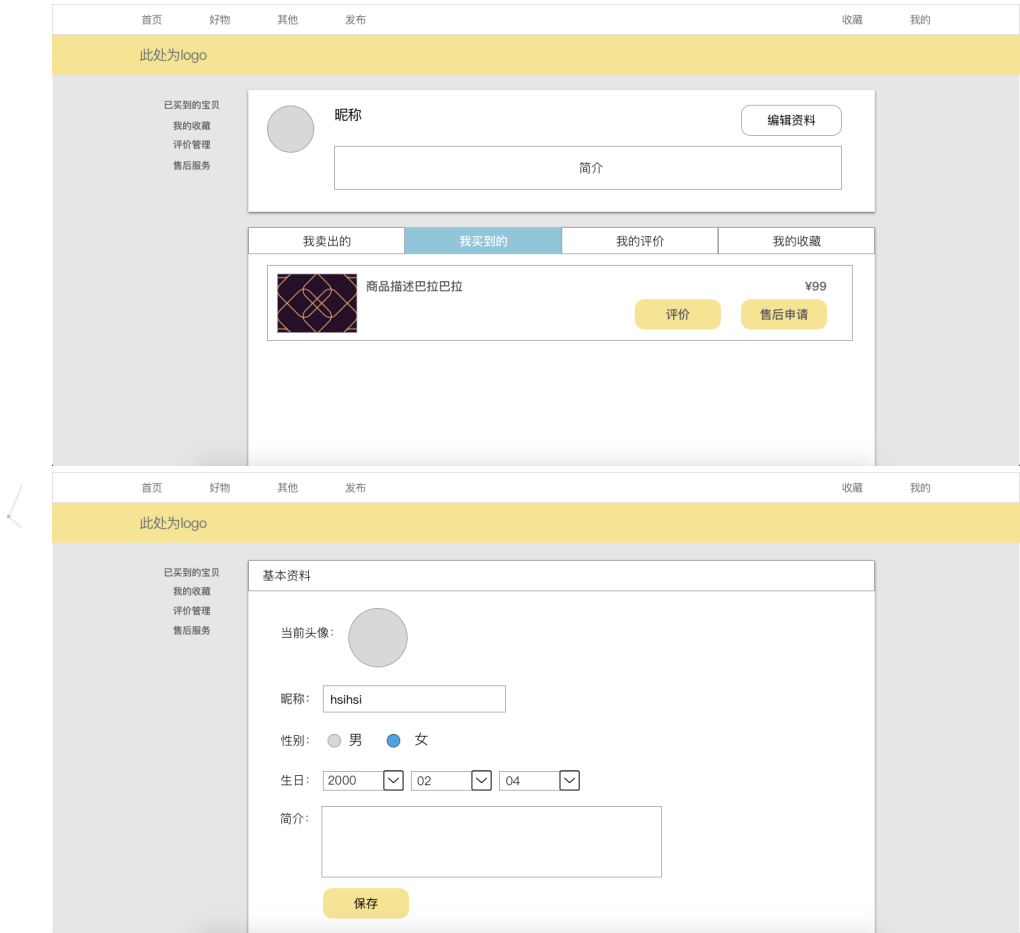 首页 好物 其他 发布 收藏 我的
此处为logo
已买到的宝贝
我的收藏
评价管理
售后服务
昵称
编辑资料
简介
我卖出的 我买到的 我的评价 我的收藏
商品描述巴拉巴拉 ¥99
评价 售后申请
首页 好物 其他 发布 收藏 我的
此处为logo
已买到的宝贝
我的收藏
评价管理
售后服务
基本资料
当前头像：
昵称： hsihsi
性别： 男 女
生日： 2000 02 04
简介：
保存